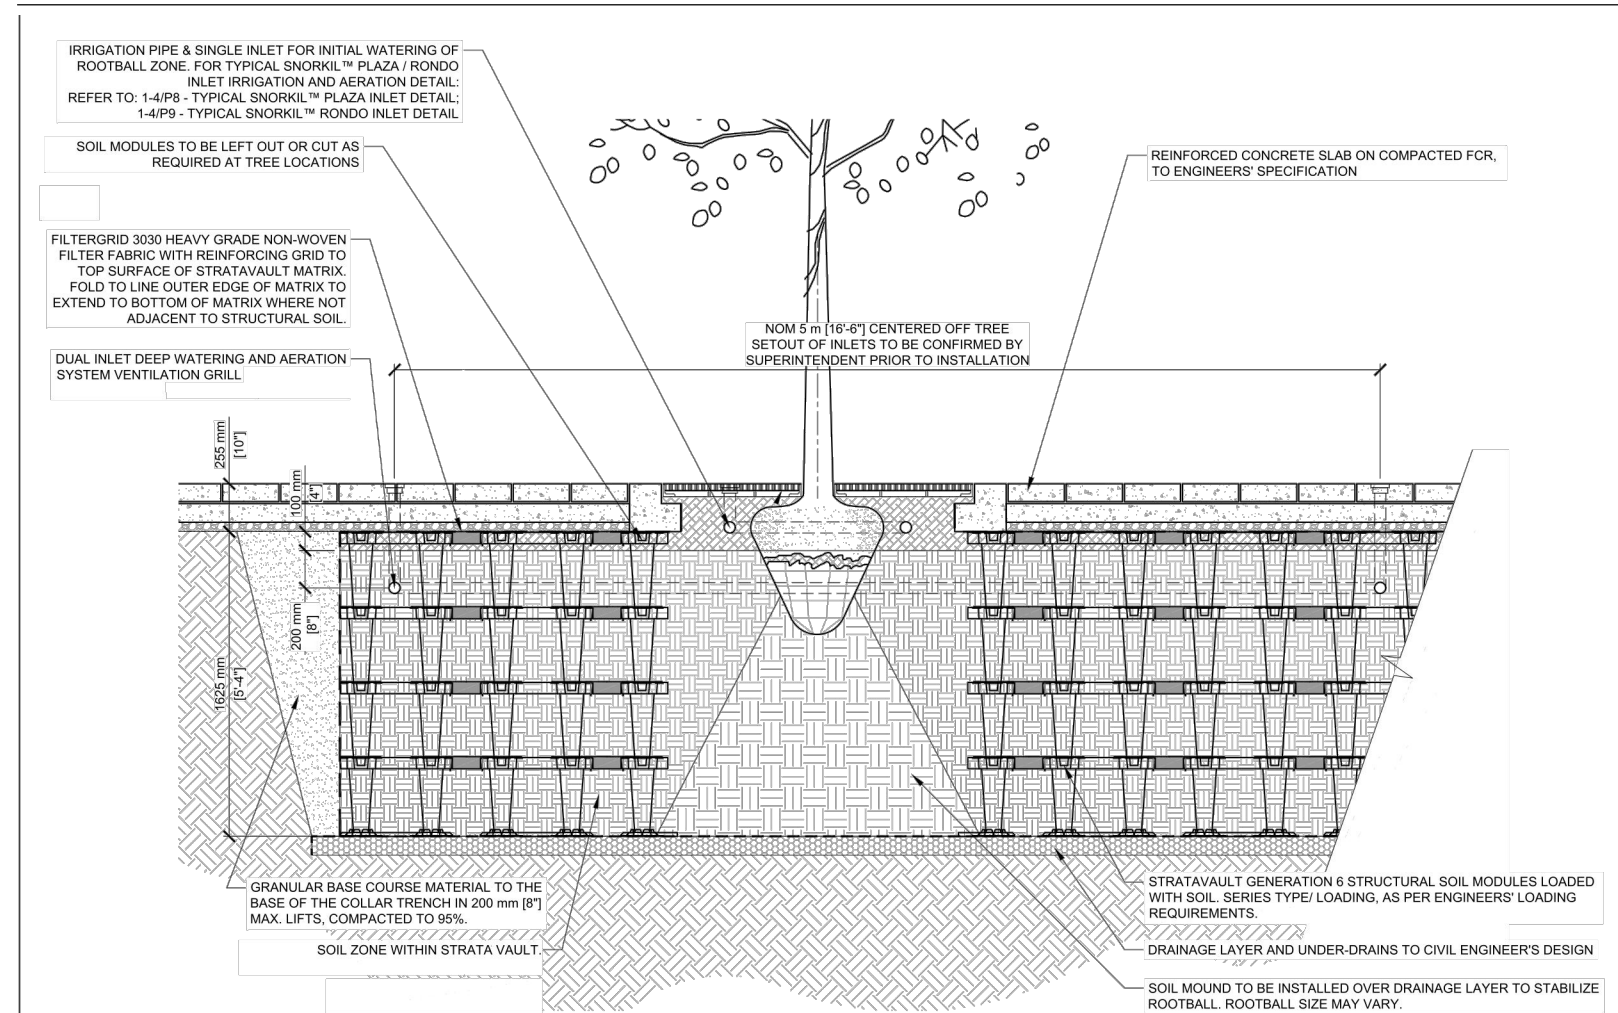 IRRIGATION PIPE & SINGLE INLET FOR INITIAL WATERING OF
ROOTBALL ZONE. FOR TYPICAL SNORKIL™ PLAZA / RONDO
INLET IRRIGATION AND AERATION DETAIL:
REFER TO: 1-4/P8 - TYPICAL SNORKIL™ PLAZA INLET DETAIL;
1-4/P9 - TYPICAL SNORKIL™ RONDO INLET DETAIL
SOIL MODULES TO BE LEFT OUT OR CUT AS
REQUIRED AT TREE LOCATIONS
REINFORCED CONCRETE SLAB ON COMPACTED FCR,
TO ENGINEERS' SPECIFICATION
FILTERGRID 3030 HEAVY GRADE NON-WOVEN
FILTER FABRIC WITH REINFORCING GRID TO
TOP SURFACE OF STRATAVAULT MATRIX.
FOLD TO LINE OUTER EDGE OF MATRIX TO
EXTEND TO BOTTOM OF MATRIX WHERE NOT
ADJACENT TO STRUCTURAL SOIL.
NOM 5 m [16'-6"] CENTERED OFF TREE
SETOUT OF INLETS TO BE CONFIRMED BY
SUPERINTENDENT PRIOR TO INSTALLATION
DUAL INLET DEEP WATERING AND AERATION
SYSTEM VENTILATION GRILL
255 mm
[10"]
100 mm
[4"]
200 mm
[8"]
1625 mm
[5'-4"]
GRANULAR BASE COURSE MATERIAL TO THE
BASE OF THE COLLAR TRENCH IN 200 mm [8"]
MAX. LIFTS, COMPACTED TO 95%.
SOIL ZONE WITHIN STRATA VAULT.
STRATAVAULT GENERATION 6 STRUCTURAL SOIL MODULES LOADED
WITH SOIL. SERIES TYPE/ LOADING, AS PER ENGINEERS' LOADING
REQUIREMENTS.
DRAINAGE LAYER AND UNDER-DRAINS TO CIVIL ENGINEER'S DESIGN
SOIL MOUND TO BE INSTALLED OVER DRAINAGE LAYER TO STABILIZE
ROOTBALL. ROOTBALL SIZE MAY VARY.